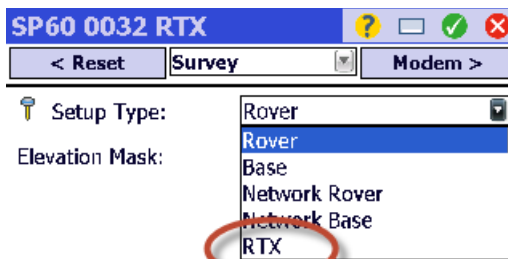 SP60 0032 RTX ?
< Reset Survey Modem >
Setup Type: Rover
Rover
Elevation Mask:
Base
Network Rover
Network Base
RTX